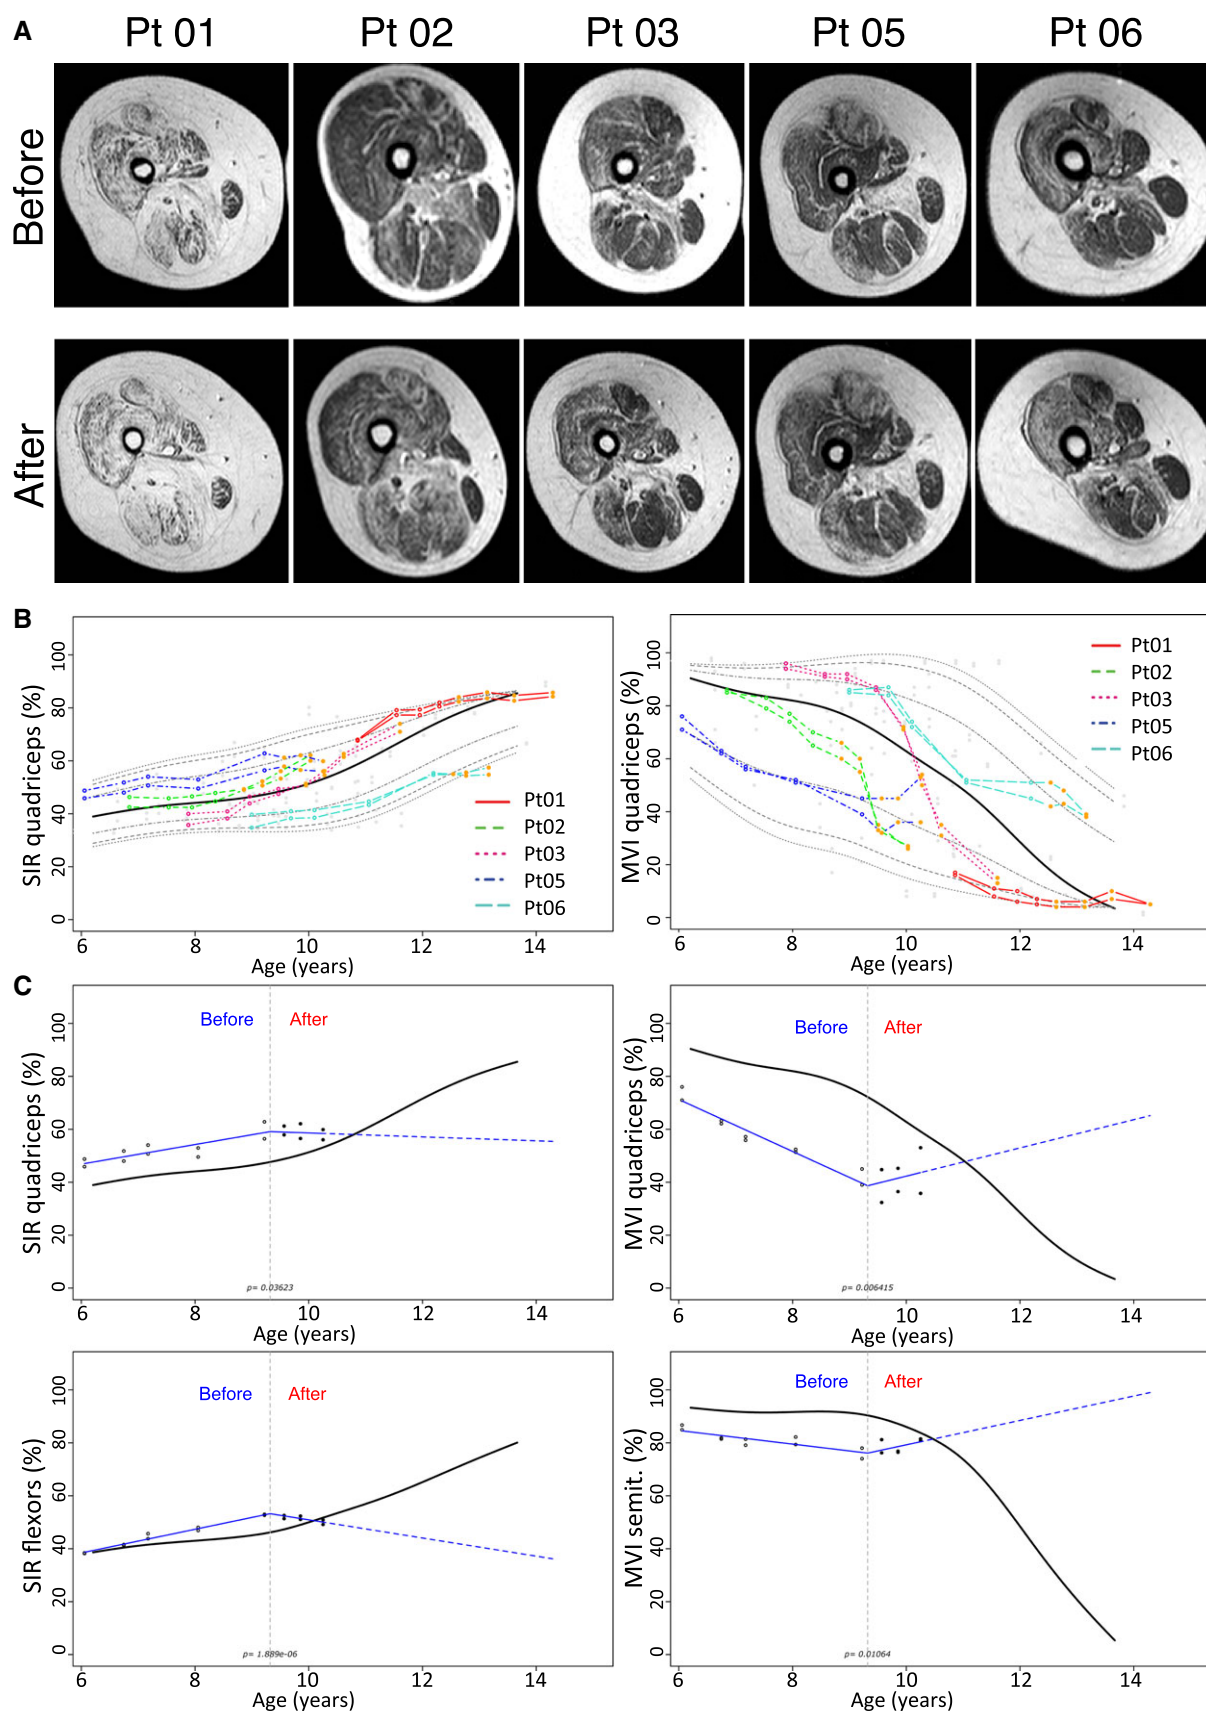 A
Pt 01 Pt 02 Pt 03 Pt 05 Pt 06
Before
After
B
SIR quadriceps (%)
100
80
60
40
20
0
6 8 10 12 14
Age (years)
Pt01
Pt02
Pt03
Pt05
Pt06
MVI quadriceps (%)
100
80
60
40
20
0
6 8 10 12 14
Age (years)
Pt01
Pt02
Pt03
Pt05
Pt06
C
SIR quadriceps (%)
100
80
60
40
20
0
Before After
p= 0.03623
6 8 10 12 14
Age (years)
MVI quadriceps (%)
100
80
60
40
20
0
Before After
p= 0.006415
6 8 10 12 14
Age (years)
SIR flexors (%)
100
80
60
40
20
0
Before After
p= 1.889e-06
6 8 10 12 14
Age (years)
MVI semit. (%)
100
80
60
40
20
0
Before After
p= 0.01064
6 8 10 12 14
Age (years)